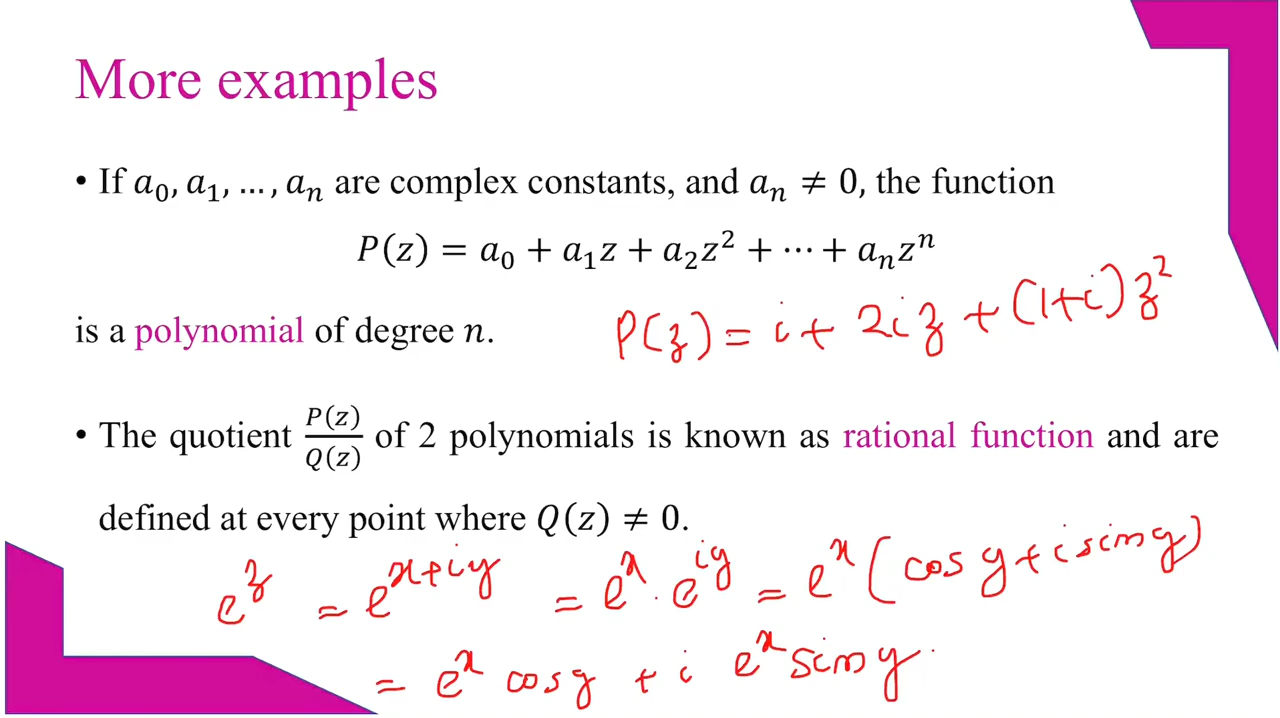 More examples
• If a₀, a₁, …, aₙ are complex constants, and aₙ ≠ 0, the function
P(z) = a₀ + a₁z + a₂z² + ⋯ + aₙzⁿ
is a polynomial of degree n.
P(z) = i + 2iz + (1+i)z²
• The quotient P(z)/Q(z) of 2 polynomials is known as rational function and are
defined at every point where Q(z) ≠ 0.
e^z = e^(x+iy) = e^x · e^(iy) = e^x (cos y + i sin y)
= e^x cos y + i e^x sin y.